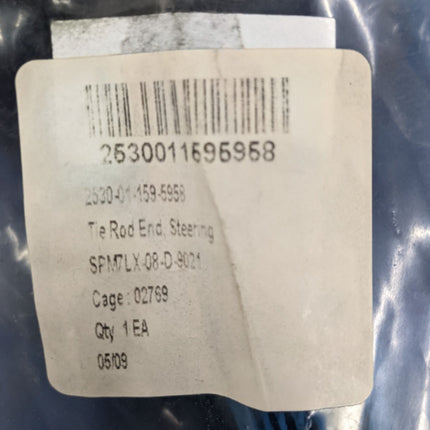 2530011595958
2530-01-159-5958
Tie Rod End, Steering
SPM7LX-08-D-9021
Cage: 02769
Qty 1 EA
05/09